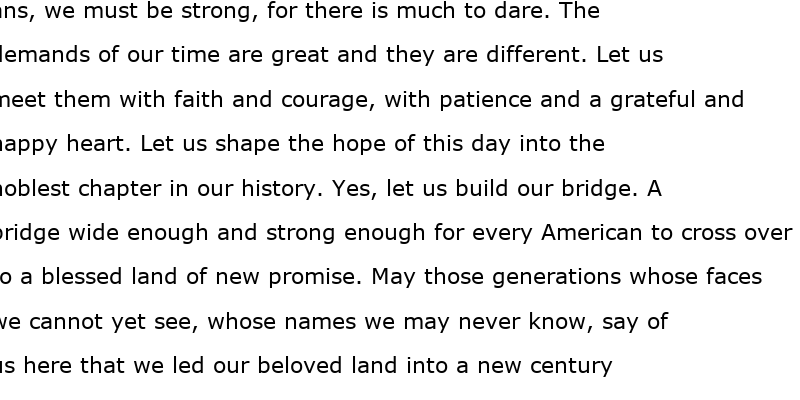 we must be strong, for there is much to dare. The
demands of our time are great and they are different. Let us
meet them with faith and courage, with patience and a grateful and
happy heart. Let us shape the hope of this day into the
noblest chapter in our history. Yes, let us build our bridge. A
bridge wide enough and strong enough for every American to cross over
to a blessed land of new promise. May those generations whose faces
we cannot yet see, whose names we may never know, say of
us here that we led our beloved land into a new century